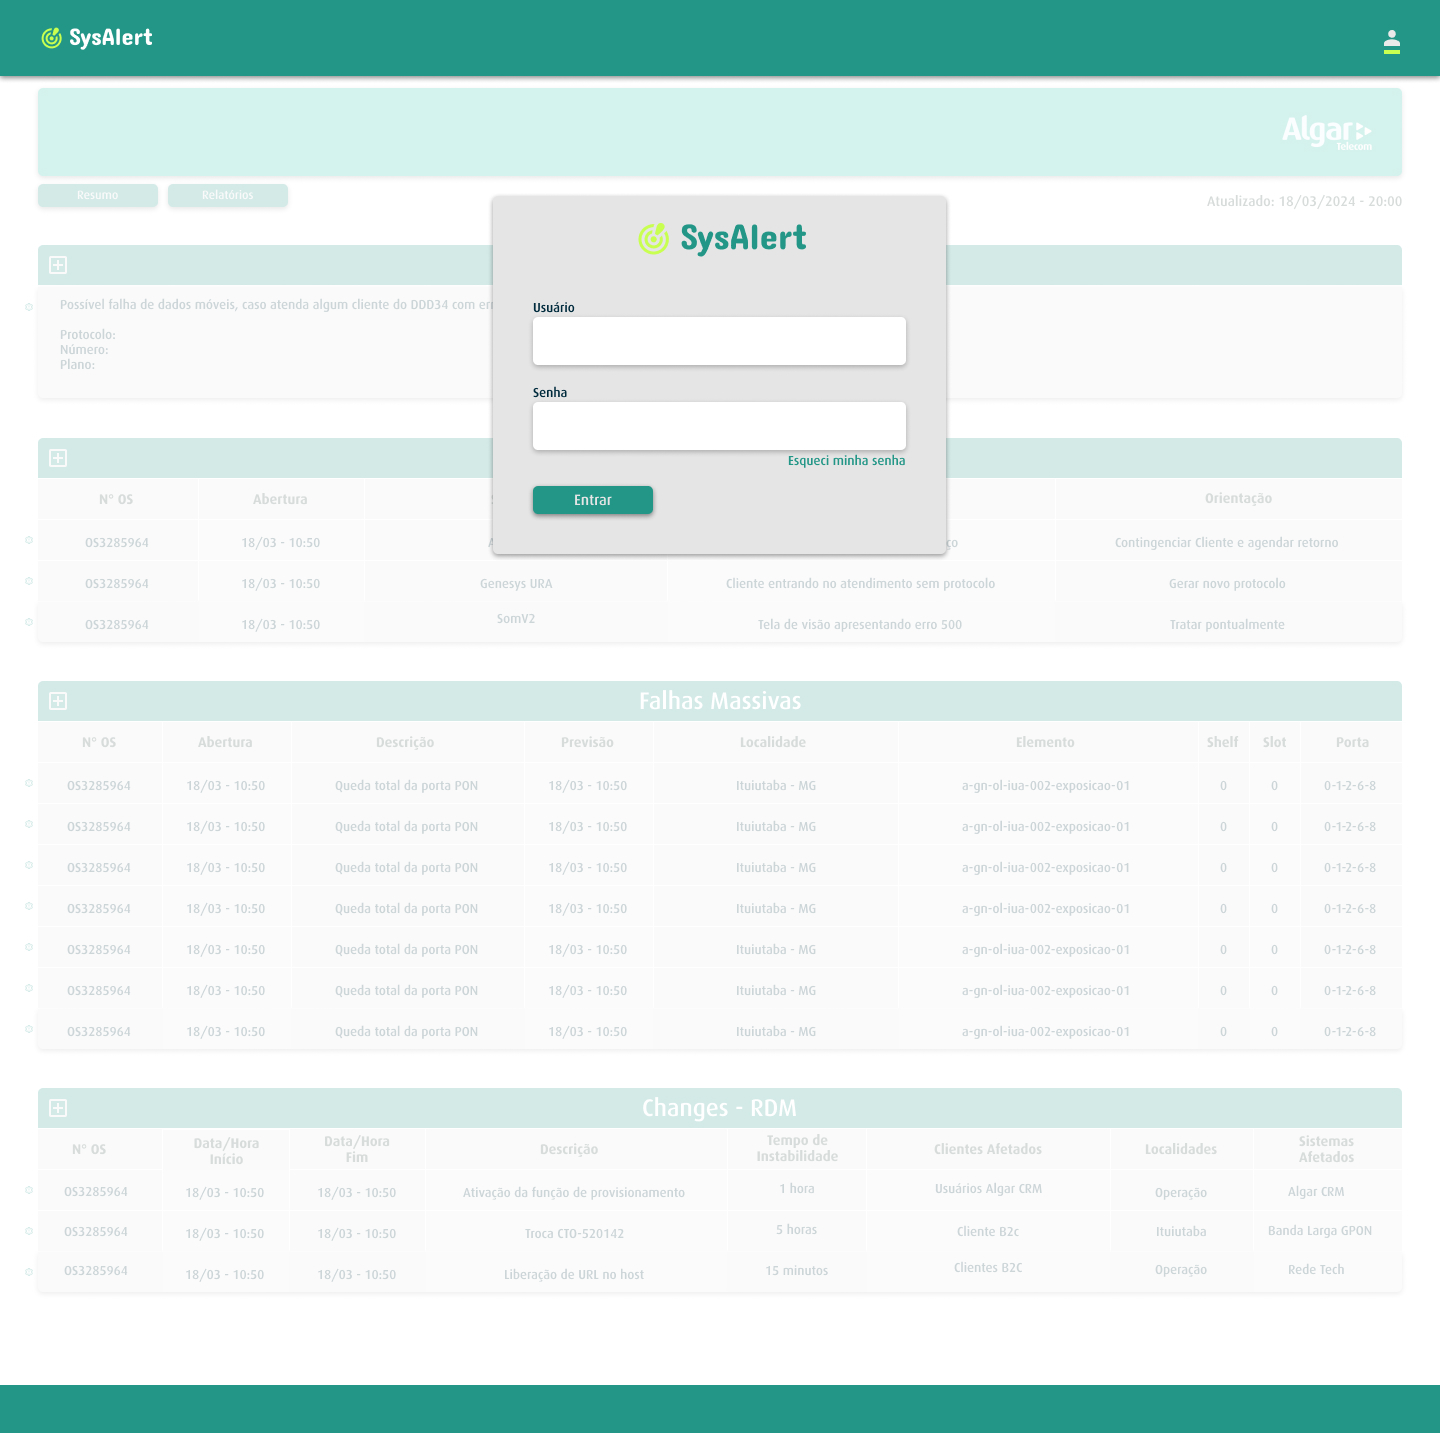 SysAlert
Algar
Telecom
Resumo Relatórios
Atualizado: 18/03/2024 - 20:00
SysAlert
Possível falha de dados móveis, caso atenda algum cliente do DDD34 com
Protocolo:
Número:
Plano:
Usuário
Senha
Esqueci minha senha
Entrar
Nº OS Abertura Orientação
OS3285964 18/03 - 10:50 Contingenciar Cliente e agendar retorno
OS3285964 18/03 - 10:50 Genesys URA Cliente entrando no atendimento sem protocolo Gerar novo protocolo
OS3285964 18/03 - 10:50 SomV2 Tela de visão apresentando erro 500 Tratar pontualmente
Falhas Massivas
Nº OS Abertura Descrição Previsão Localidade Elemento Shelf Slot Porta
OS3285964 18/03 - 10:50 Queda total da porta PON 18/03 - 10:50 Ituiutaba - MG a-gn-ol-iua-002-exposicao-01 0 0 0-1-2-6-8
OS3285964 18/03 - 10:50 Queda total da porta PON 18/03 - 10:50 Ituiutaba - MG a-gn-ol-iua-002-exposicao-01 0 0 0-1-2-6-8
OS3285964 18/03 - 10:50 Queda total da porta PON 18/03 - 10:50 Ituiutaba - MG a-gn-ol-iua-002-exposicao-01 0 0 0-1-2-6-8
OS3285964 18/03 - 10:50 Queda total da porta PON 18/03 - 10:50 Ituiutaba - MG a-gn-ol-iua-002-exposicao-01 0 0 0-1-2-6-8
OS3285964 18/03 - 10:50 Queda total da porta PON 18/03 - 10:50 Ituiutaba - MG a-gn-ol-iua-002-exposicao-01 0 0 0-1-2-6-8
OS3285964 18/03 - 10:50 Queda total da porta PON 18/03 - 10:50 Ituiutaba - MG a-gn-ol-iua-002-exposicao-01 0 0 0-1-2-6-8
OS3285964 18/03 - 10:50 Queda total da porta PON 18/03 - 10:50 Ituiutaba - MG a-gn-ol-iua-002-exposicao-01 0 0 0-1-2-6-8
Changes - RDM
Nº OS Data/Hora Data/Hora Descrição Tempo de Clientes Afetados Localidades Sistemas
Início Fim Instabilidade Afetados
OS3285964 18/03 - 10:50 18/03 - 10:50 Ativação da função de provisionamento 1 hora Usuários Algar CRM Operação Algar CRM
OS3285964 18/03 - 10:50 18/03 - 10:50 Troca CTO-520142 5 horas Cliente B2c Ituiutaba Banda Larga GPON
OS3285964 18/03 - 10:50 18/03 - 10:50 Liberação de URL no host 15 minutos Clientes B2C Operação Rede Tech